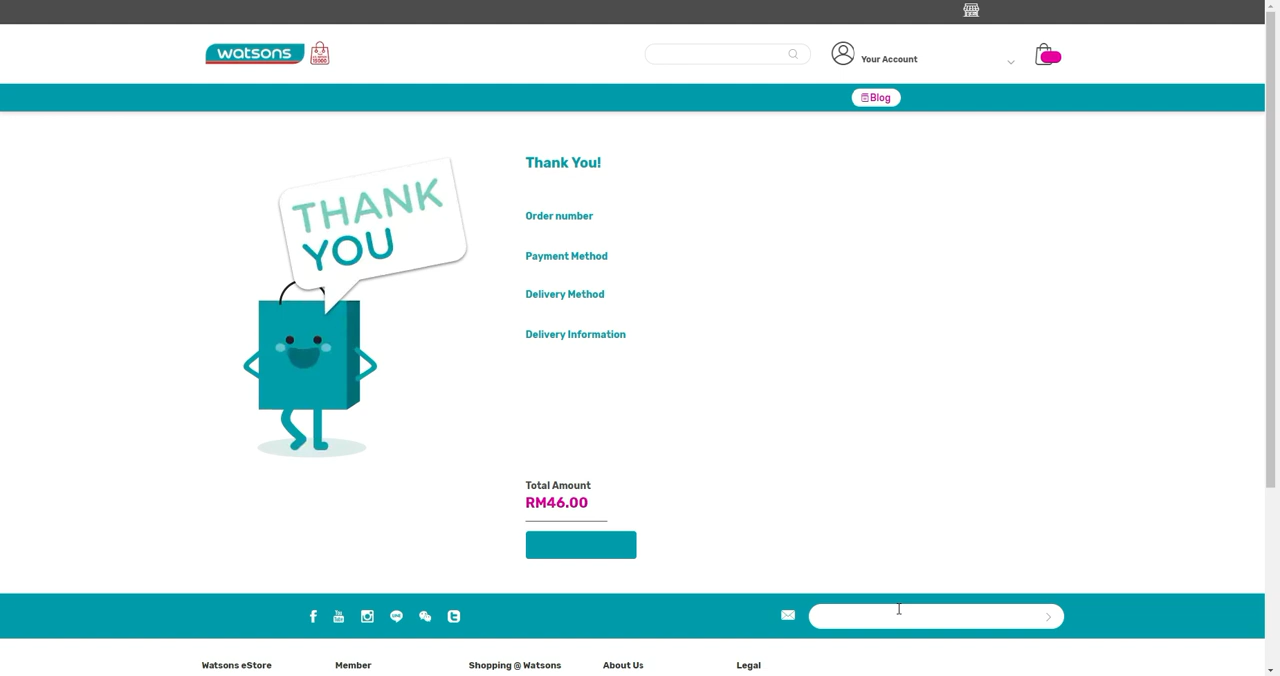 watsons
Your Account
Blog
THANK
YOU
Thank You!
Order number
Payment Method
Delivery Method
Delivery Information
Total Amount
RM46.00
Watsons eStore
Member
Shopping @ Watsons
About Us
Legal